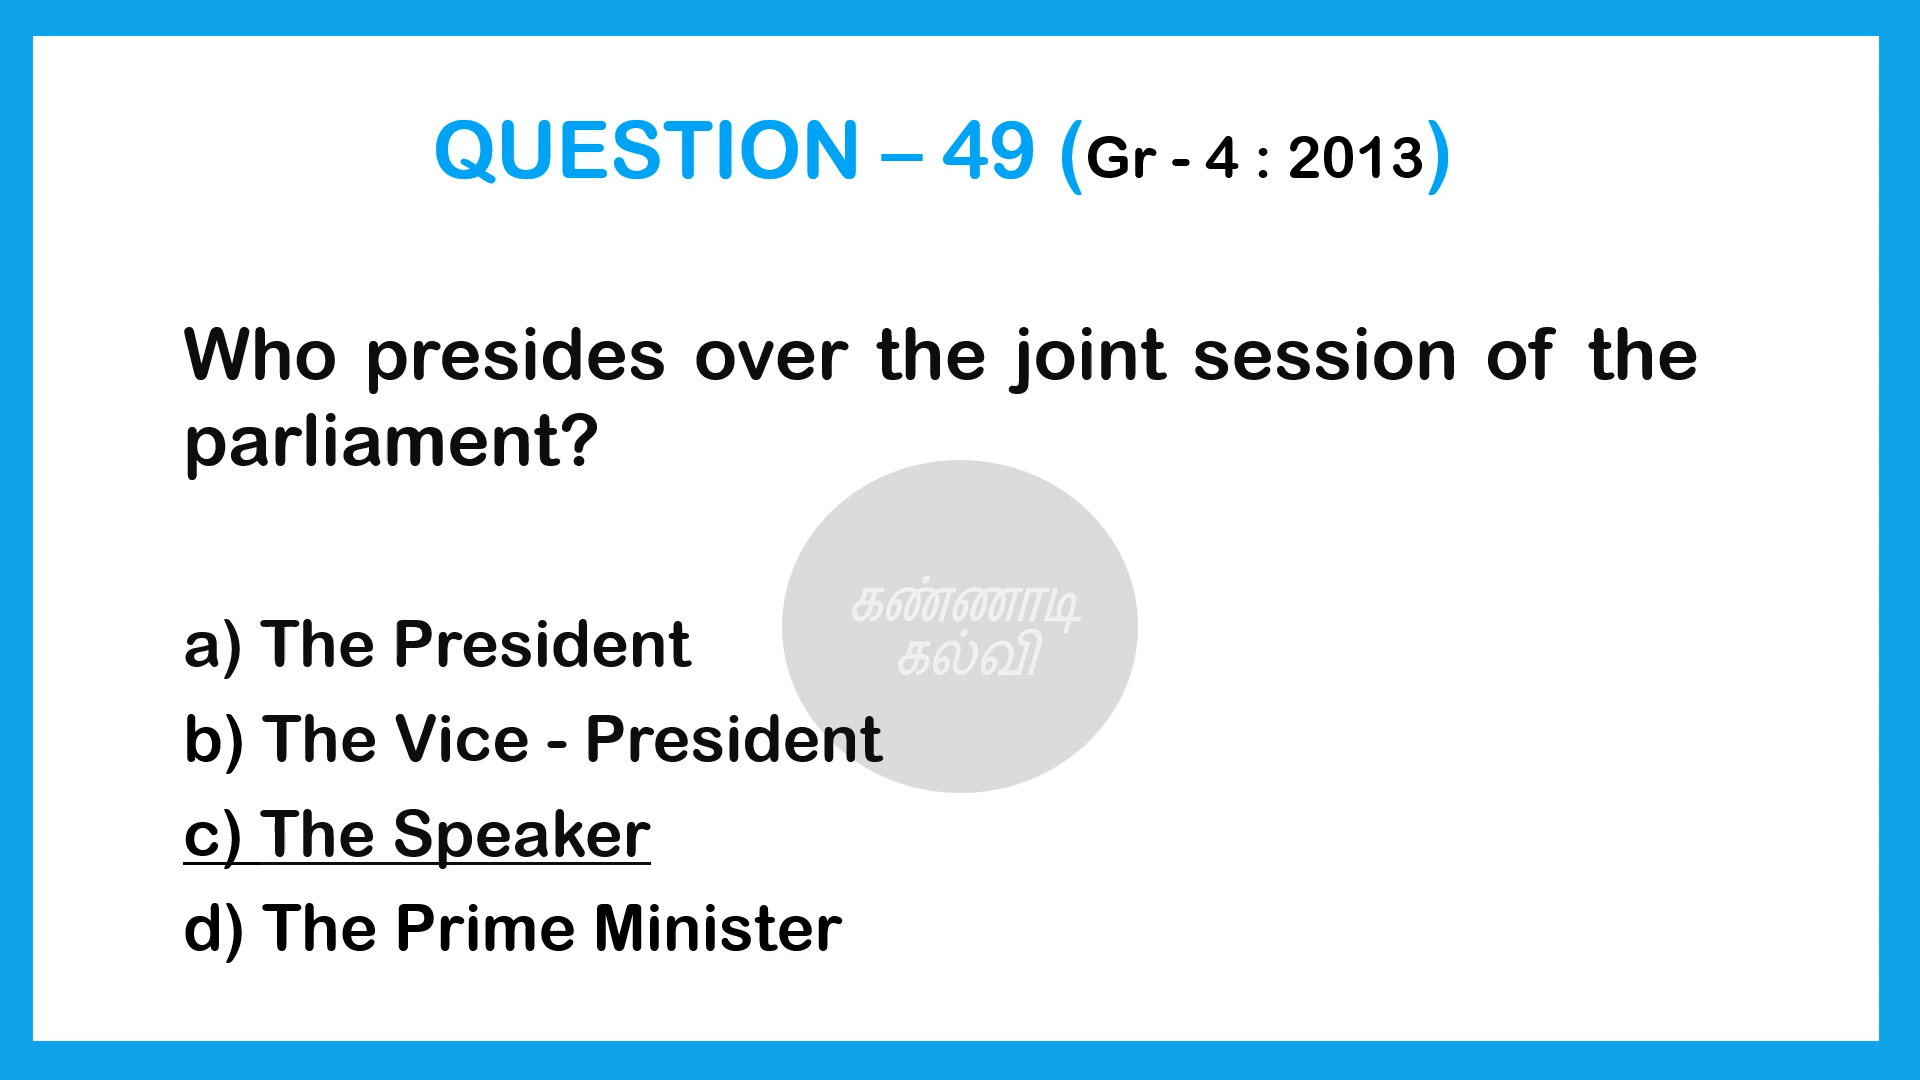 QUESTION – 49 (Gr - 4 : 2013)
Who presides over the joint session of the
parliament?
கண்ணாடி
கல்வி
a) The President
b) The Vice - President
c) The Speaker
d) The Prime Minister